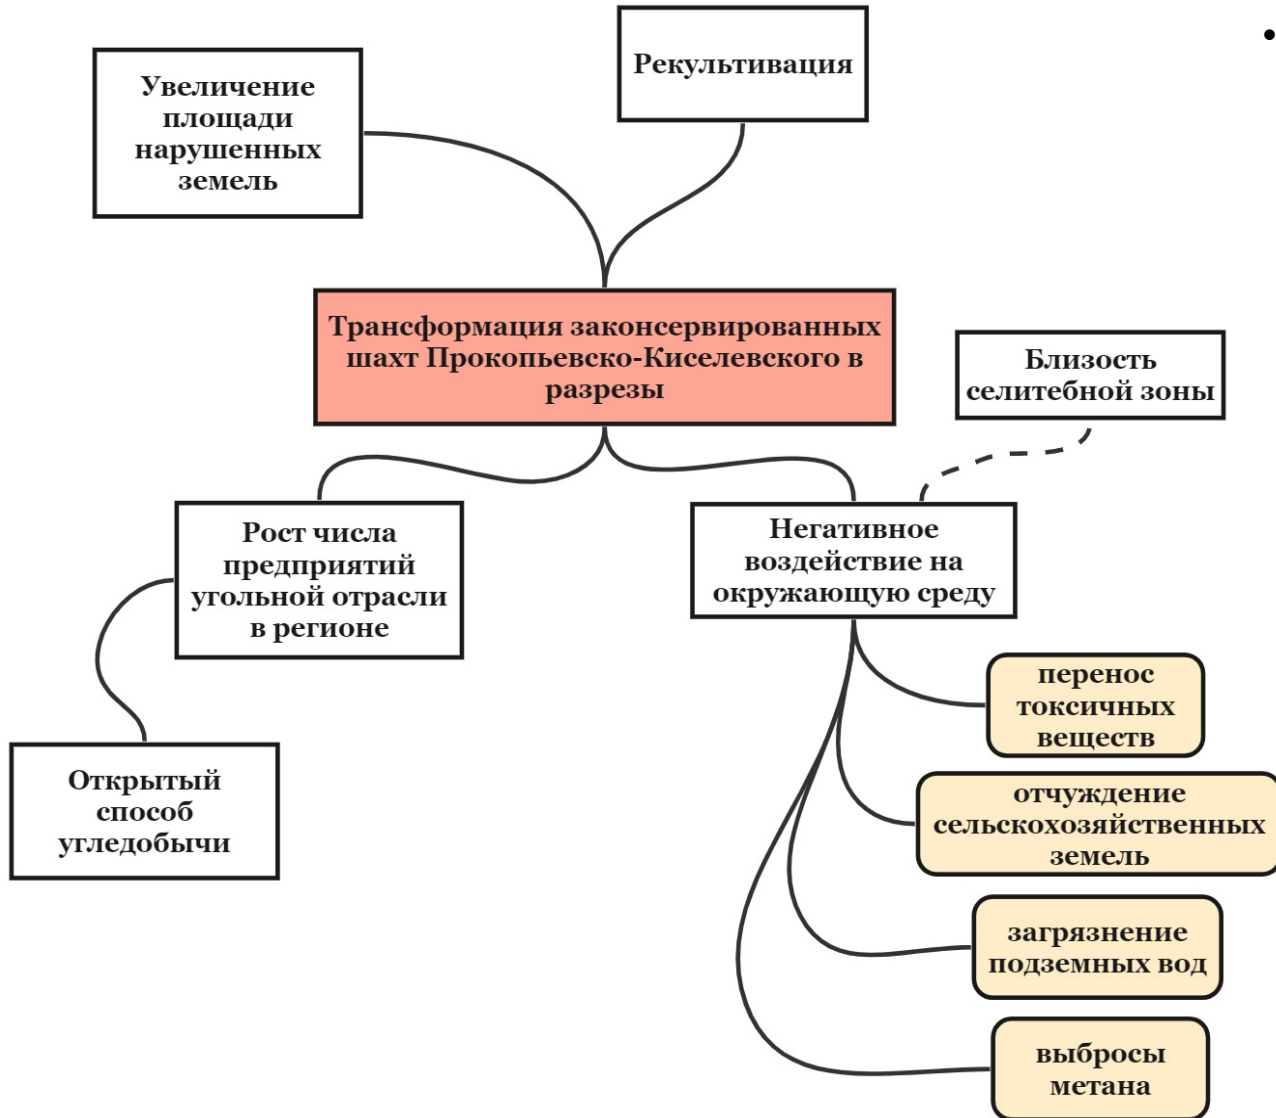 Увеличение
площади
нарушенных
земель
Рекультивация
•
Трансформация законсервированных
шахт Прокопьевско-Киселевского в
разрезы
Близость
селитебной зоны
Рост числа
предприятий
угольной отрасли
в регионе
Негативное
воздействие на
окружающую среду
Открытый
способ
угледобычи
перенос
токсичных
веществ
отчуждение
сельскохозяйственных
земель
загрязнение
подземных вод
выбросы
метана